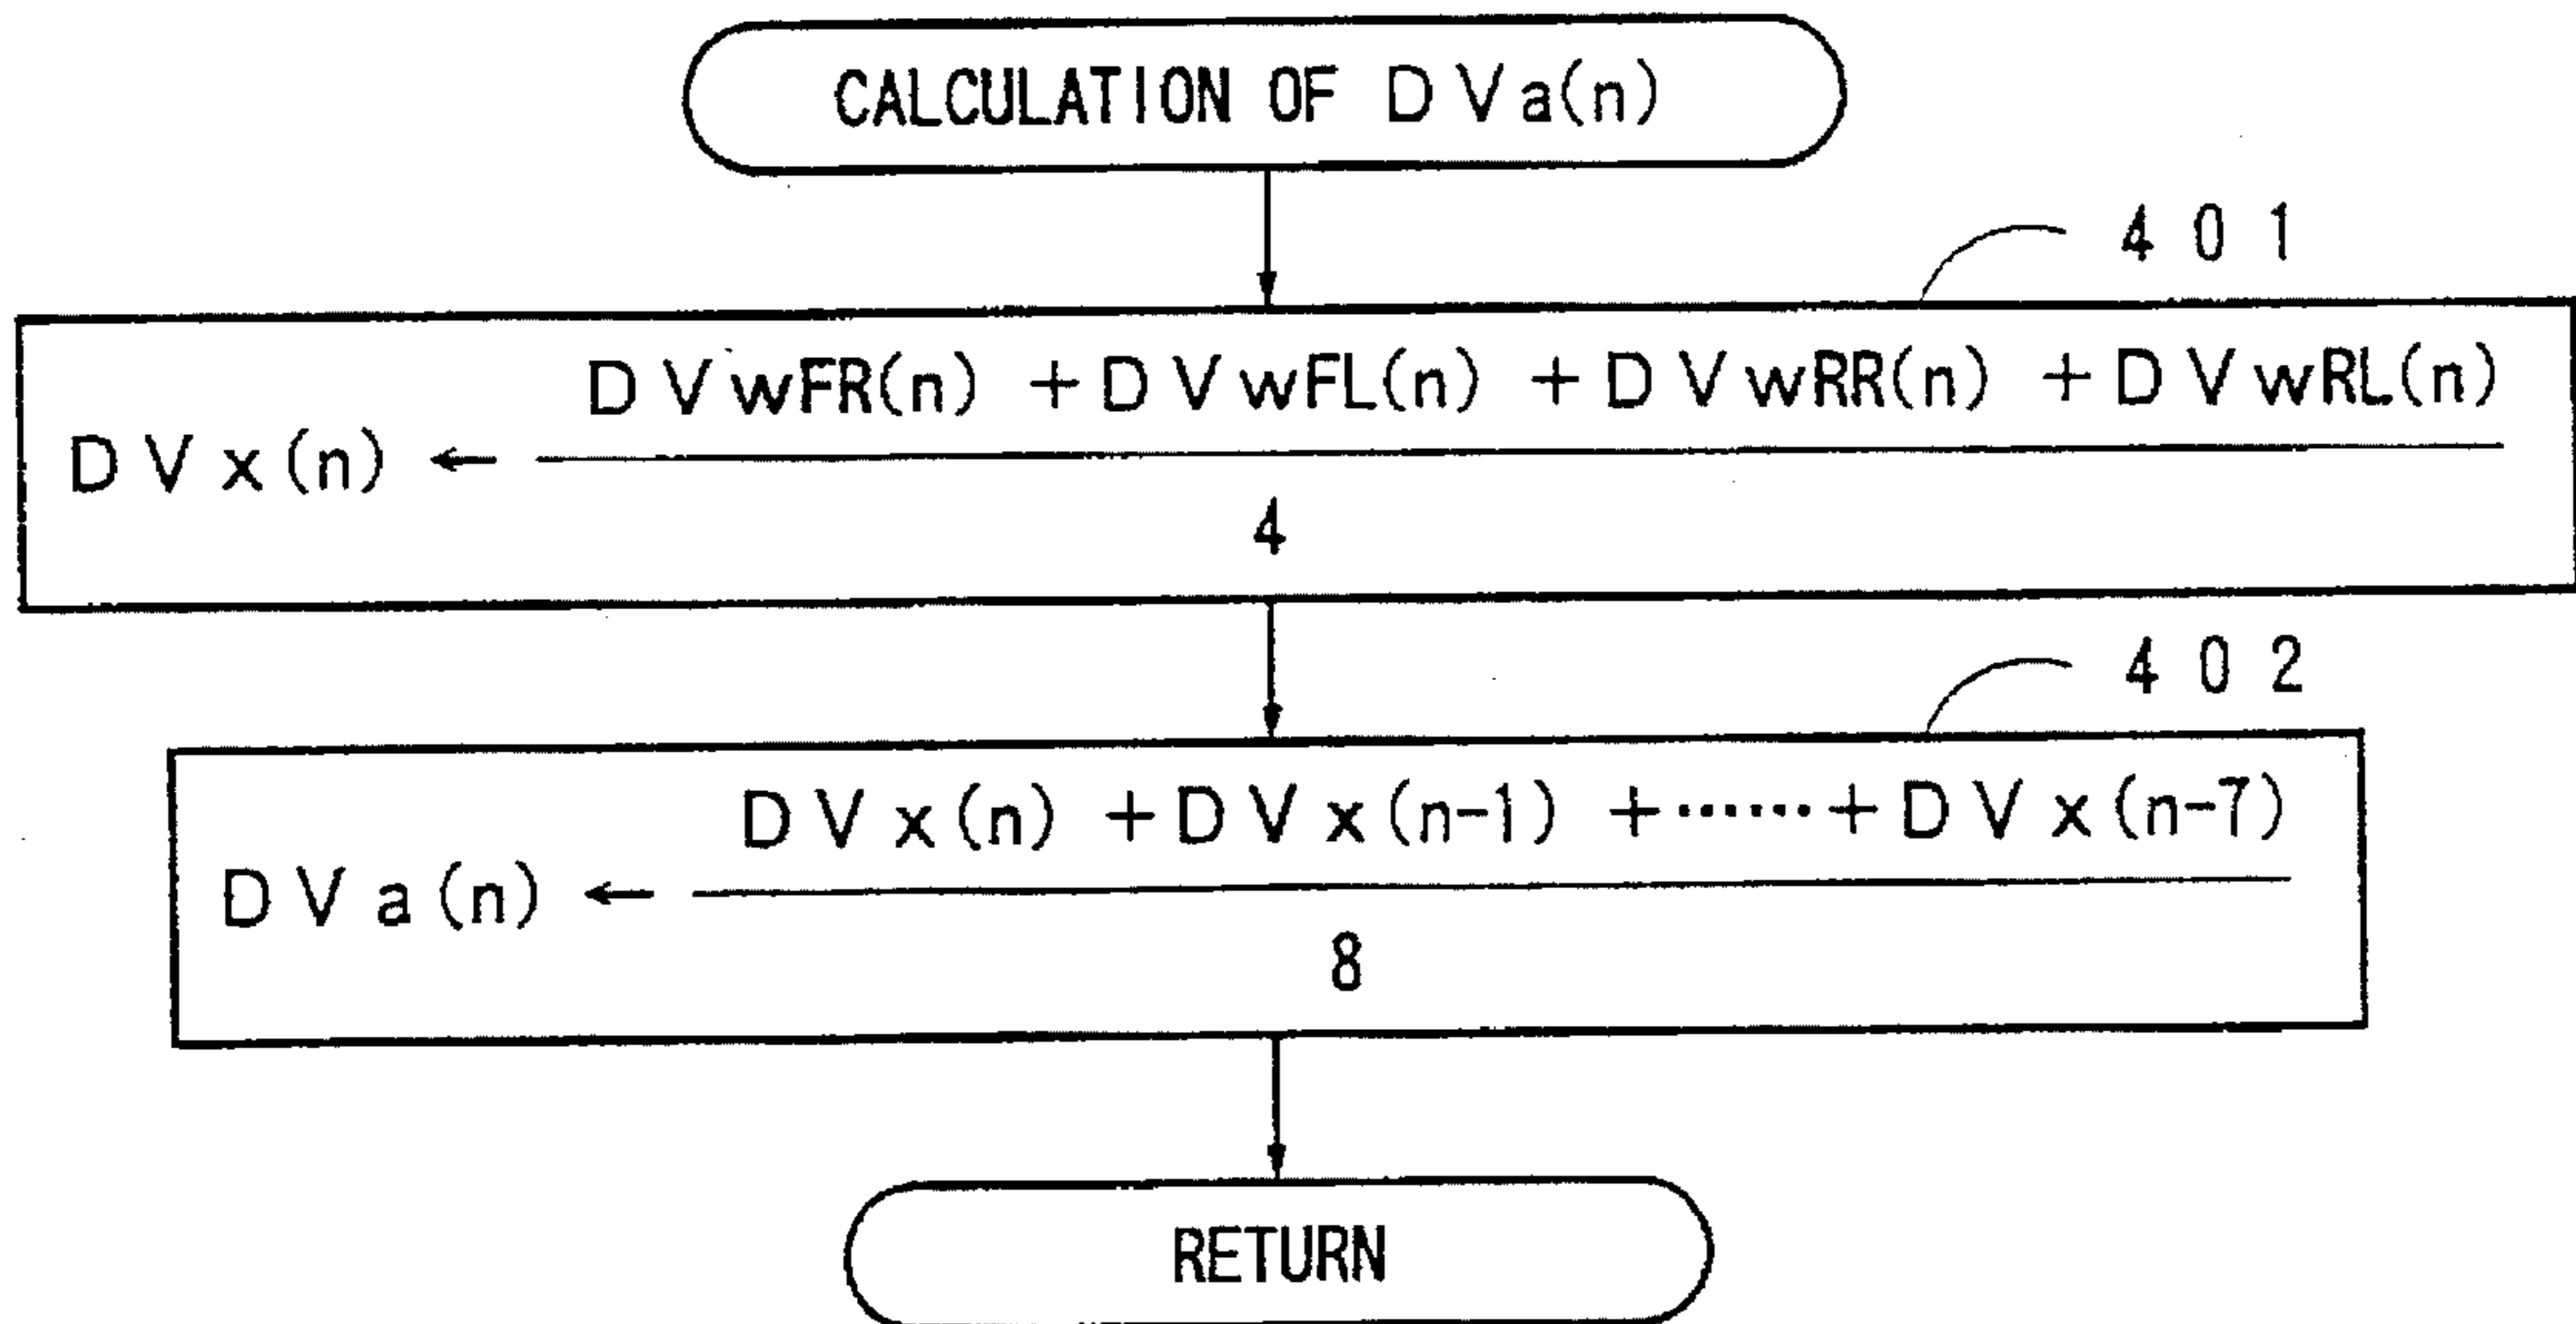 CALCULATION OF DVa(n)
401
DVwFR(n) + DVwFL(n) + DVwRR(n) + DVwRL(n)
DVx(n) ←
4
402
DVx(n) + DVx(n-1) + ······ + DVx(n-7)
DVa(n) ←
8
RETURN